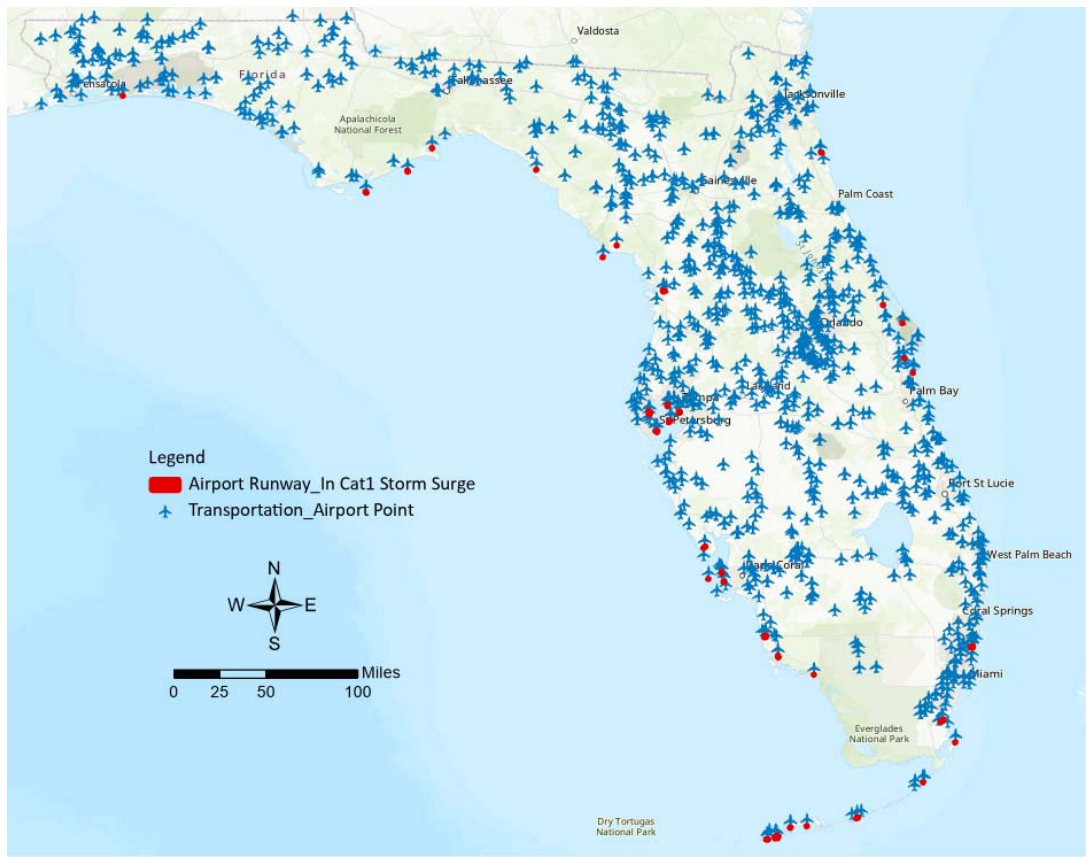 Valdosta
Pensacola
Florida
Tallahassee
Jacksonville
Apalachicola
National Forest
Gainesville
Palm Coast
St Johns
Orlando
Lakeland
Palm Bay
Tampa
St. Petersburg
Legend
Airport Runway_In Cat1 Storm Surge
Transportation_Airport Point
Port St Lucie
West Palm Beach
Cape Coral
Coral Springs
N
W
E
S
Miles
0 25 50 100
Miami
Everglades
National Park
Dry Tortugas
National Park